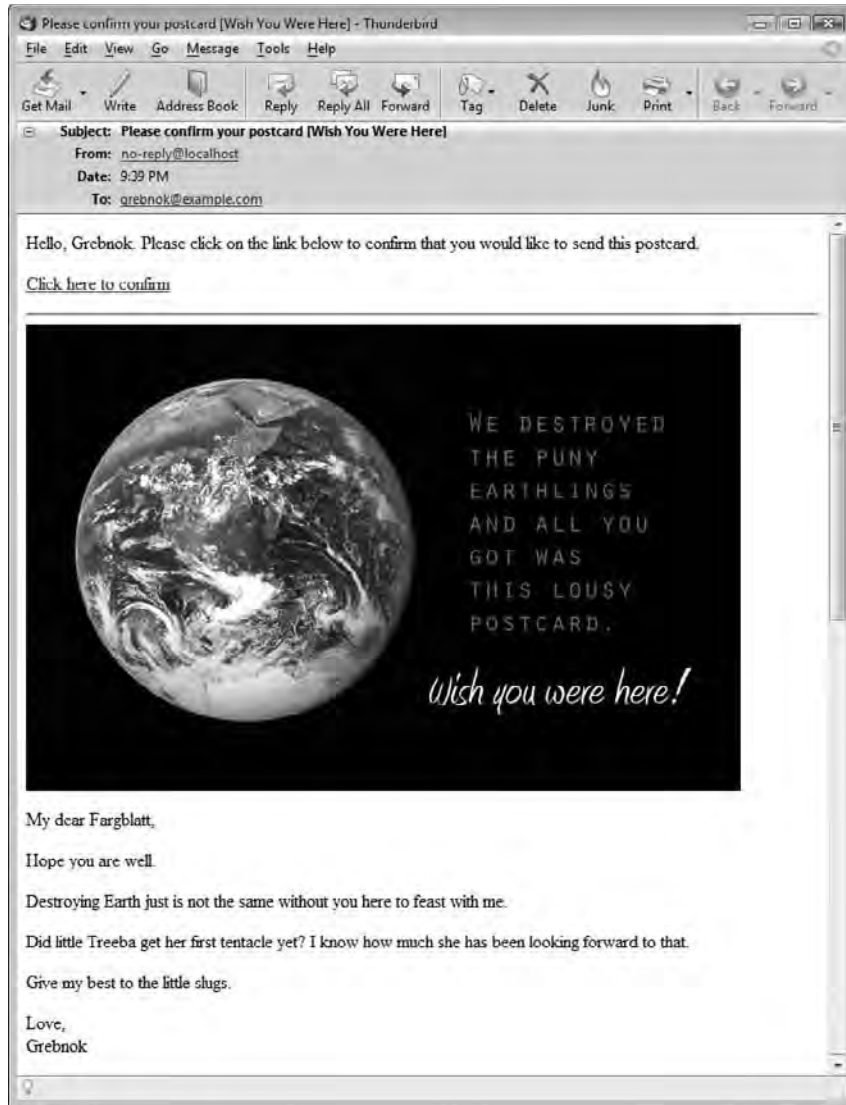 Please confirm your postcard [Wish You Were Here] - Thunderbird
File Edit View Go Message Tools Help
Get Mail Write Address Book Reply Reply All Forward Tag Delete Junk Print Back Forward
Subject: Please confirm your postcard [Wish You Were Here]
From: no-reply@localhost
Date: 9:39 PM
To: grebnok@example.com
Hello, Grebnok. Please click on the link below to confirm that you would like to send this postcard.
Click here to confirm
WE DESTROYED
THE PUNY
EARTHLINGS
AND ALL YOU
GOT WAS
THIS LOUSY
POSTCARD.
Wish you were here!
My dear Fargblatt,
Hope you are well.
Destroying Earth just is not the same without you here to feast with me.
Did little Treeba get her first tentacle yet? I know how much she has been looking forward to that.
Give my best to the little slugs.
Love,
Grebnok